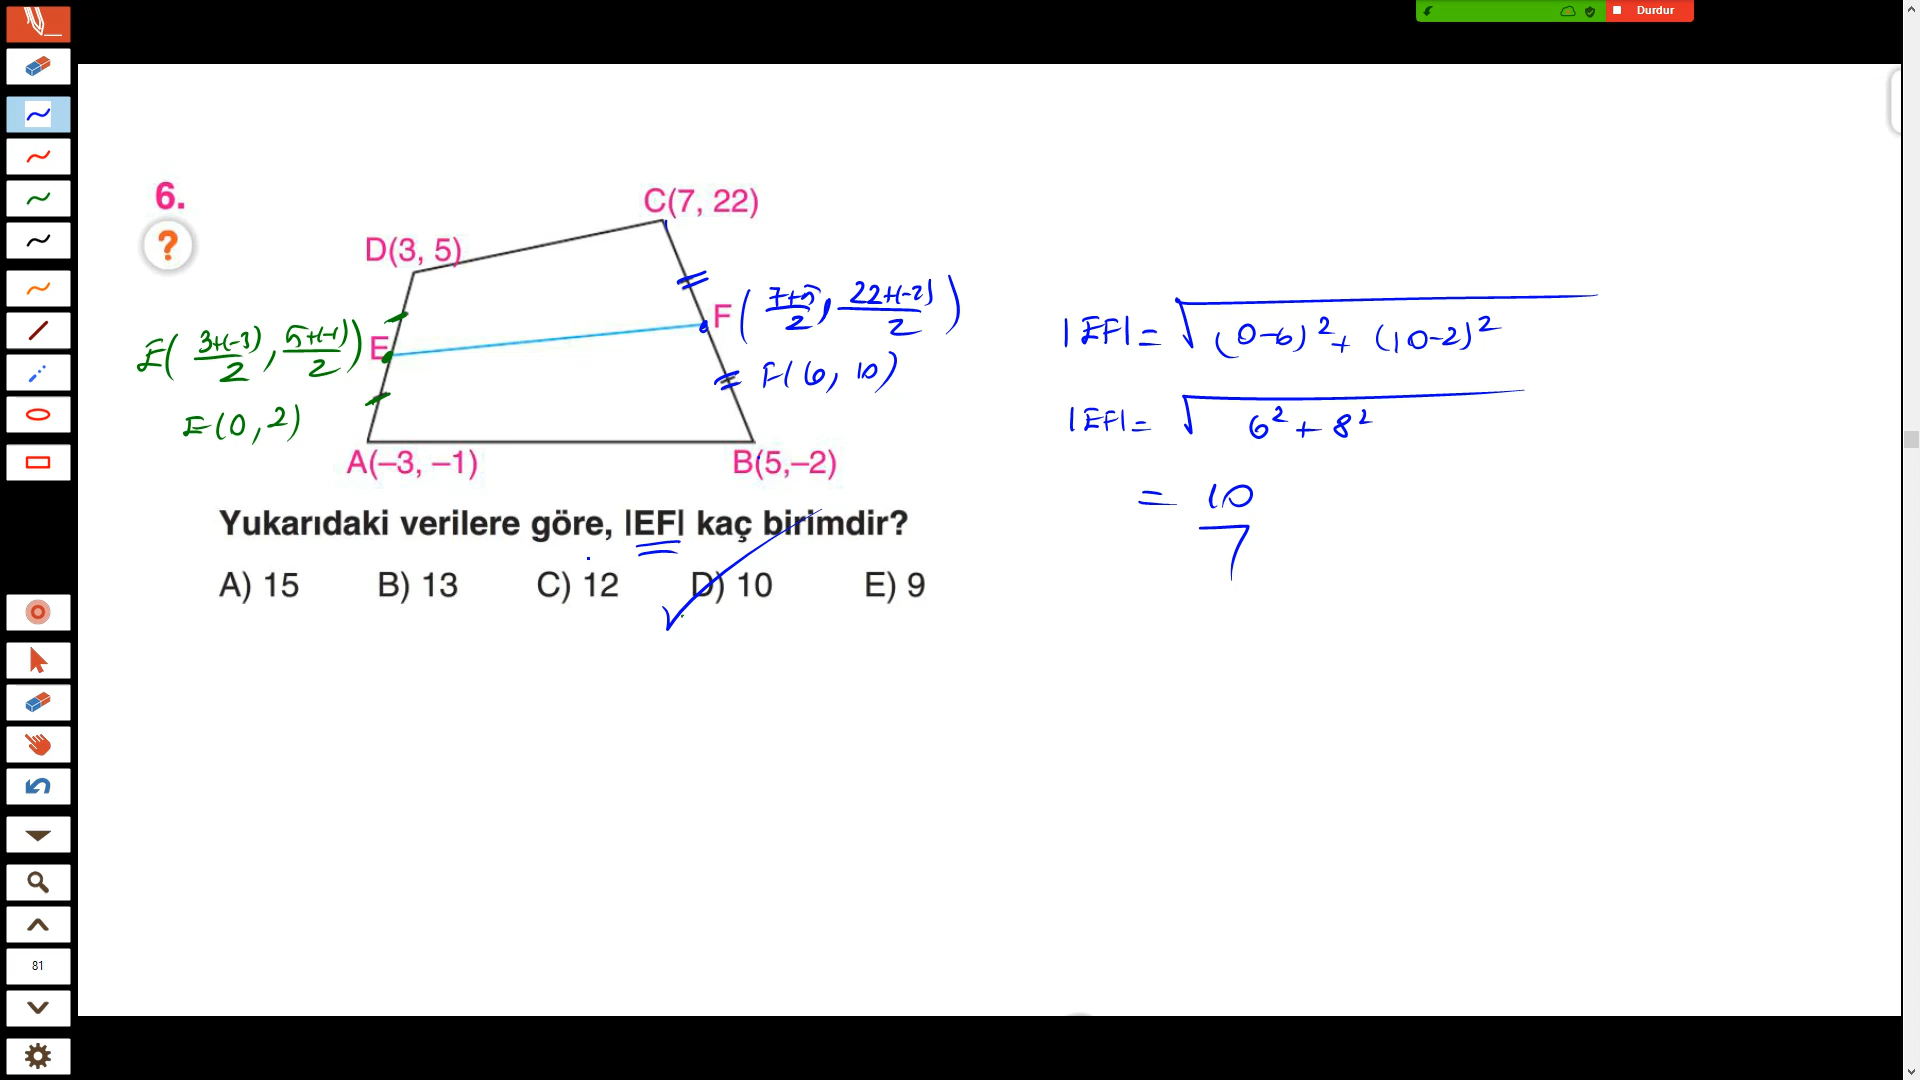 Durdur
6.
?
C(7, 22)
D(3, 5)
F ( 7+5/2, 22+(-2)/2 )
E( 3+(-3)/2, 5+(-1)/2 ) E
F(6, 10)
E(0, 2)
A(–3, –1)
B(5,–2)
Yukarıdaki verilere göre, |EF| kaç birimdir?
A) 15 B) 13 C) 12 D) 10 E) 9
|EF| = √(0-6)² + (10-2)²
|EF| = √6² + 8²
= 10
81